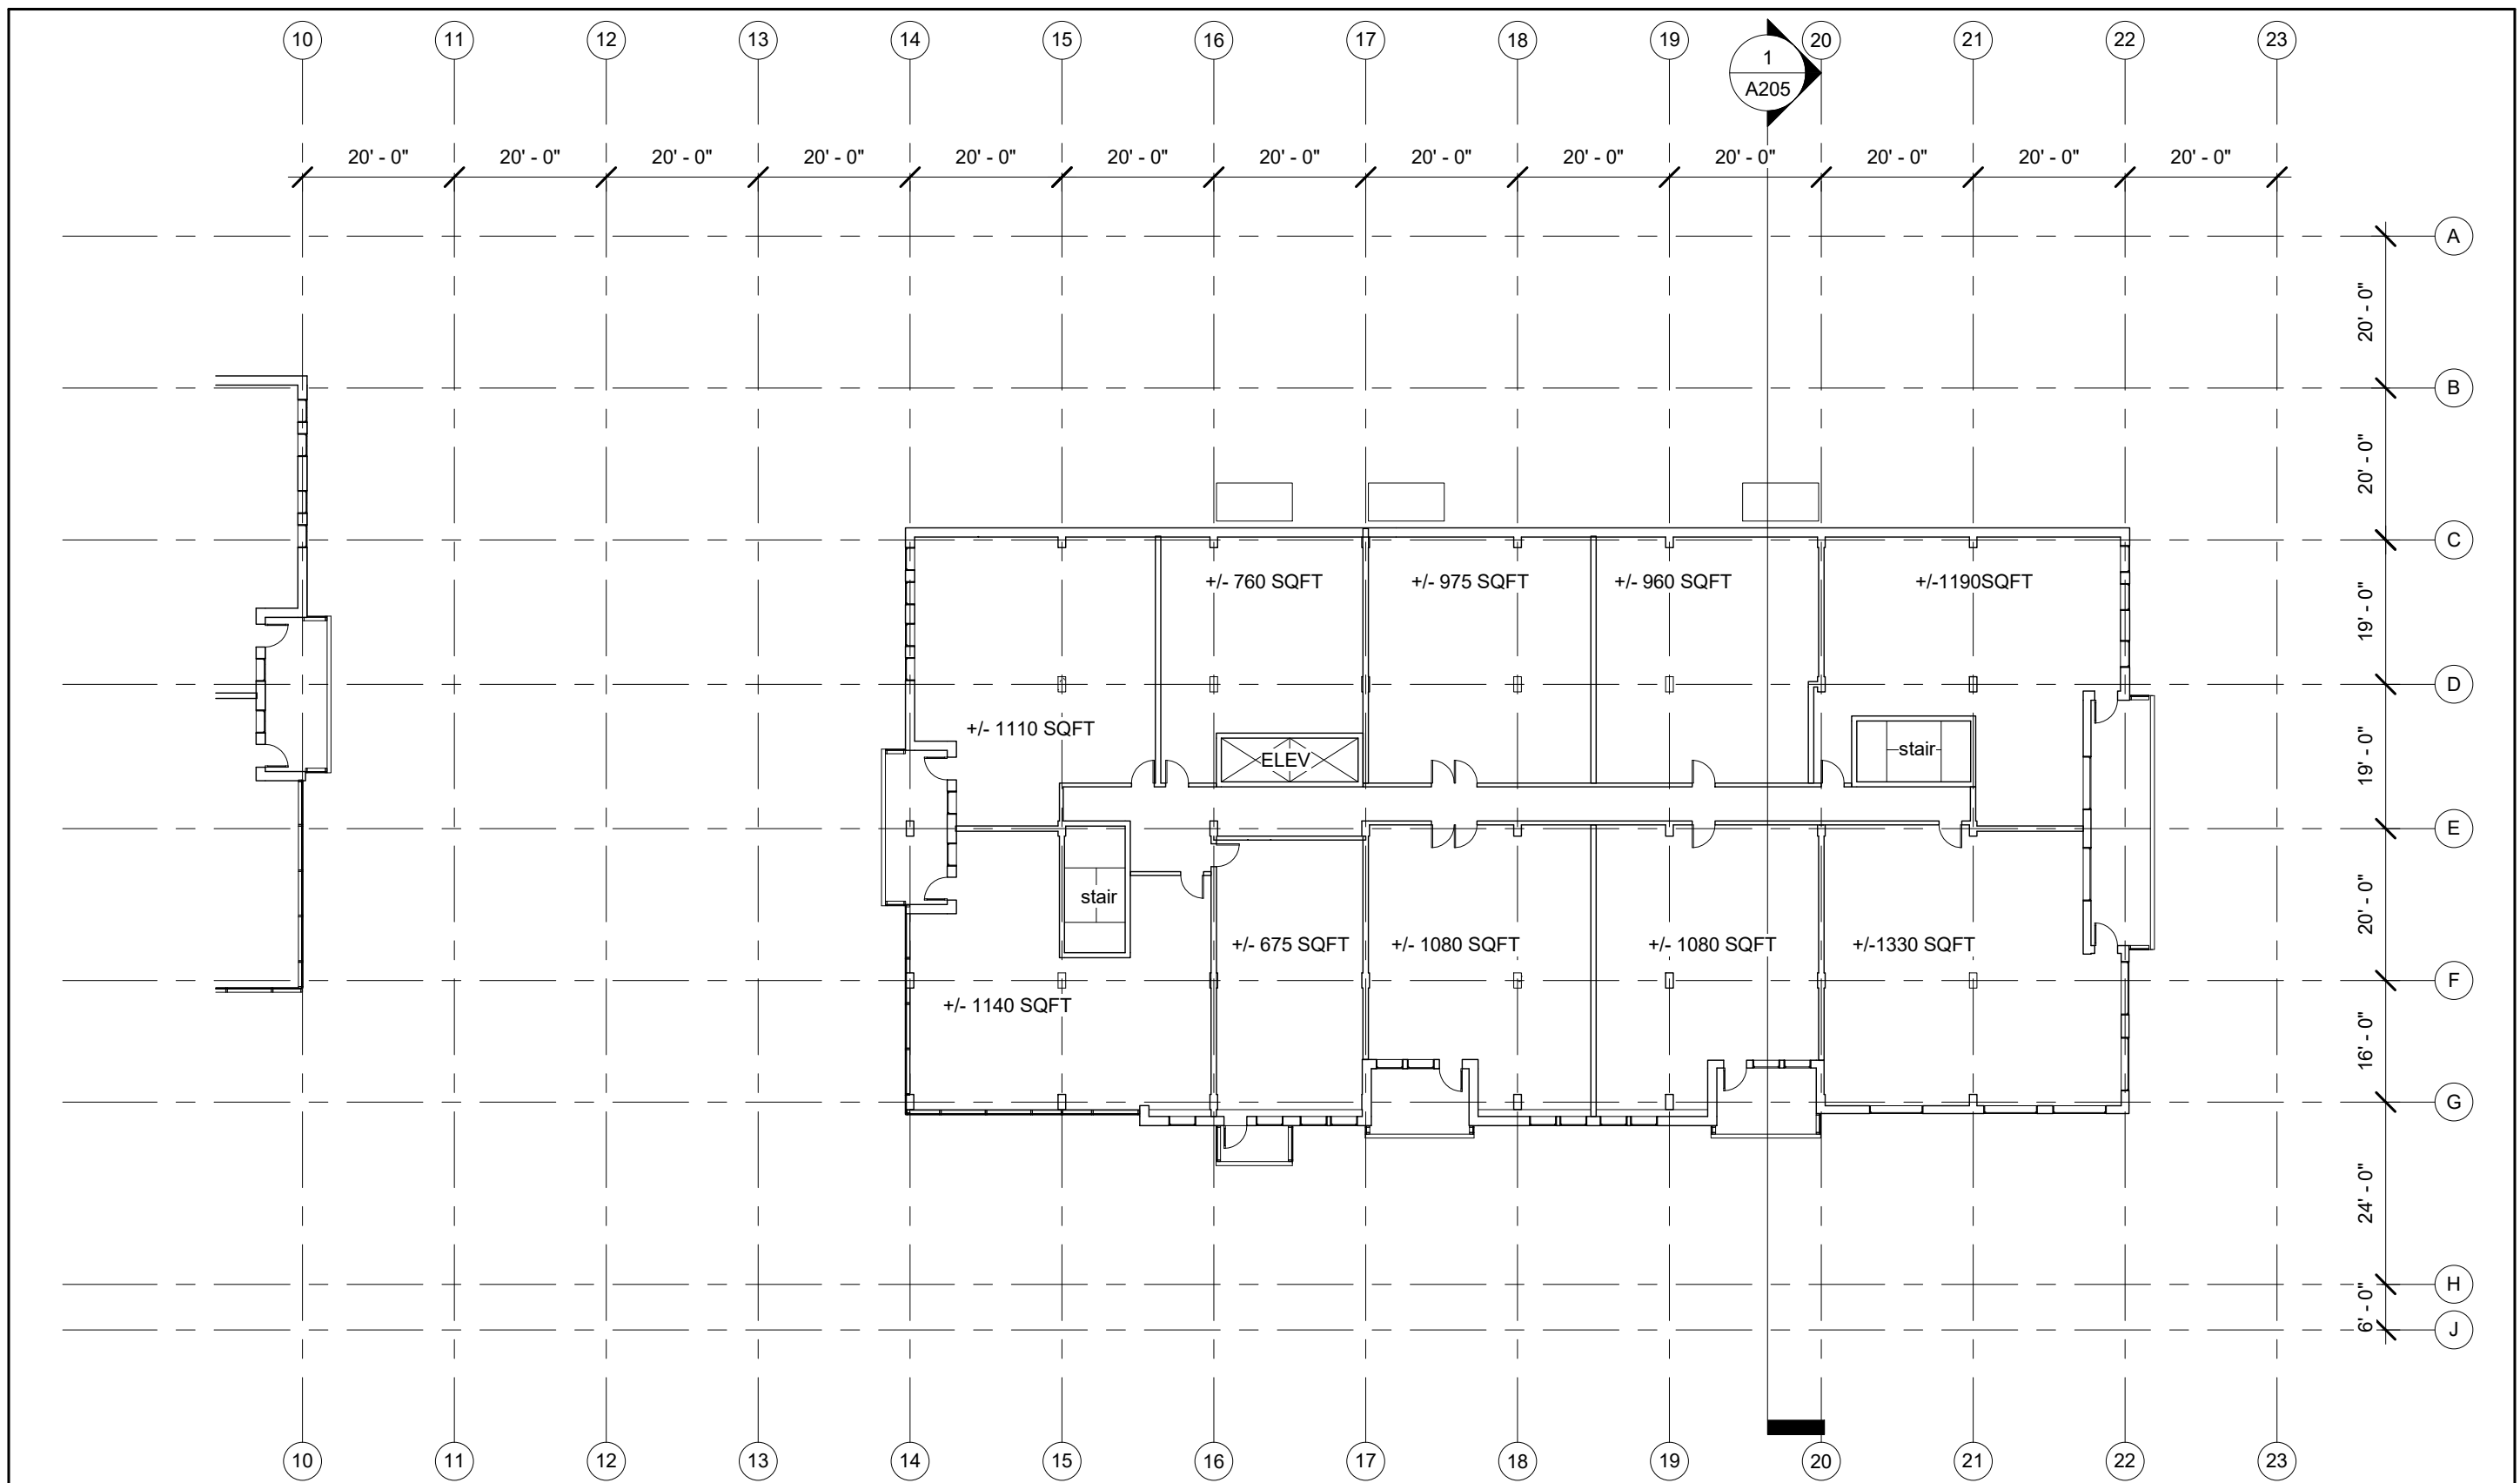 10 11 12 13 14 15 16 17 18 19 20 21 22 23
1
A205
20' - 0" 20' - 0" 20' - 0" 20' - 0" 20' - 0" 20' - 0" 20' - 0" 20' - 0" 20' - 0" 20' - 0" 20' - 0" 20' - 0" 20' - 0"
A
20' - 0"
B
20' - 0"
C
+/- 760 SQFT +/- 975 SQFT +/- 960 SQFT +/-1190SQFT
19' - 0"
D
+/- 1110 SQFT
ELEV
stair
19' - 0"
E
stair
20' - 0"
+/- 675 SQFT +/- 1080 SQFT +/- 1080 SQFT +/-1330 SQFT
F
+/- 1140 SQFT
16' - 0"
G
24' - 0"
H
6' - 0"
J
10 11 12 13 14 15 16 17 18 19 20 21 22 23